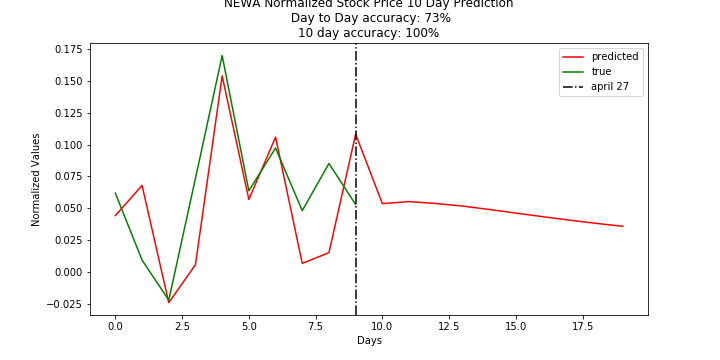 NEWA Normalized Stock Price 10 Day Prediction
Day to Day accuracy: 73%
10 day accuracy: 100%
predicted
true
april 27
0.175
0.150
0.125
0.100
0.075
0.050
0.025
0.000
−0.025
Normalized Values
0.0 2.5 5.0 7.5 10.0 12.5 15.0 17.5
Days